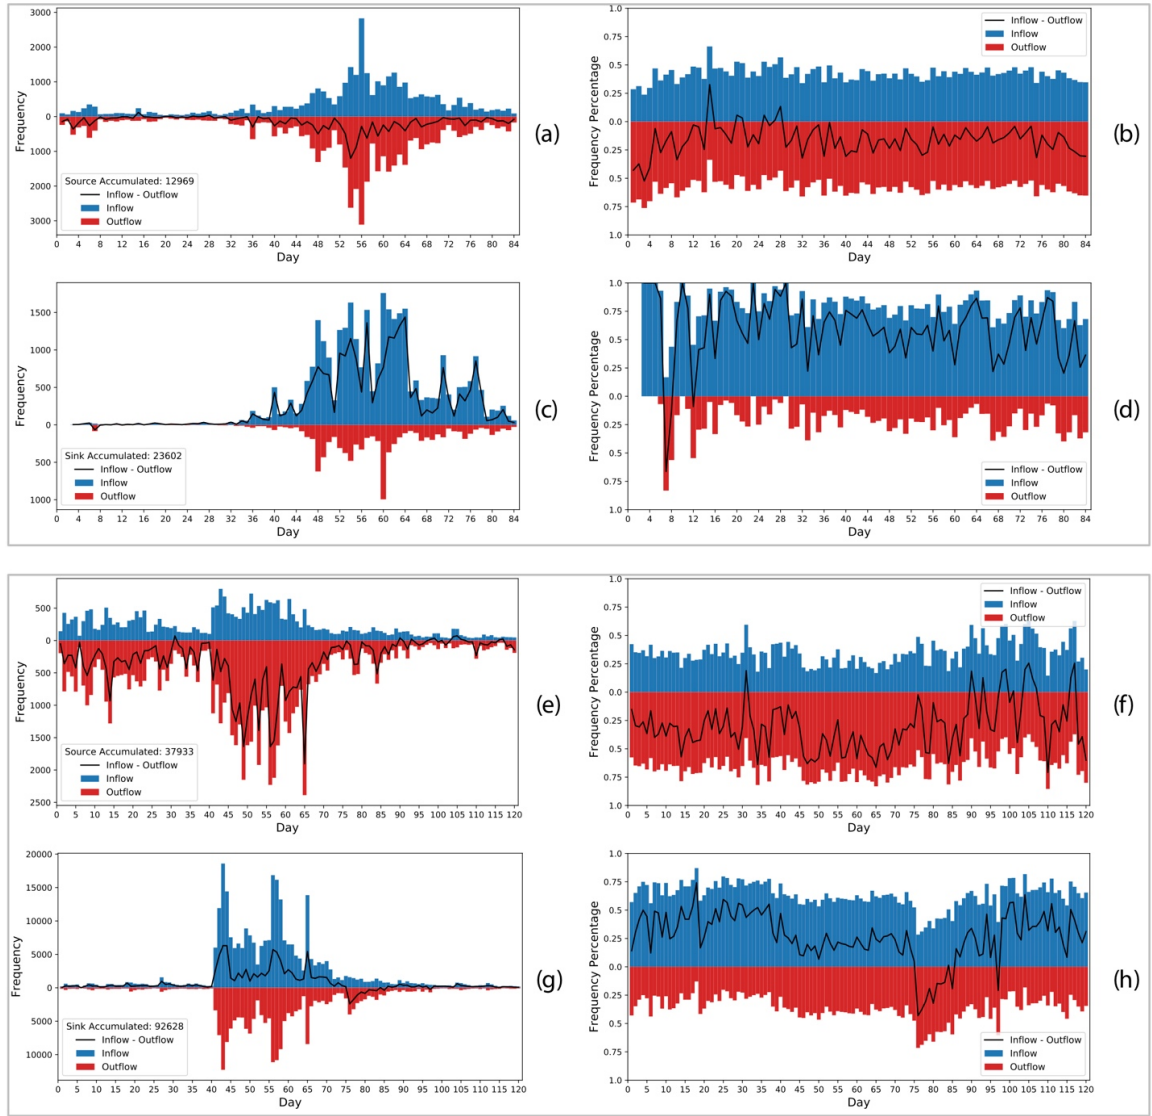 3000
2000
1000
0
1000
2000
3000
Frequency
Source Accumulated: 12969
Inflow - Outflow
Inflow
Outflow
0 4 8 12 16 20 24 28 32 36 40 44 48 52 56 60 64 68 72 76 80 84
Day
(a)
1.0
0.75
0.5
0.25
0.0
0.25
0.5
0.75
1.0
Frequency Percentage
Inflow - Outflow
Inflow
Outflow
0 4 8 12 16 20 24 28 32 36 40 44 48 52 56 60 64 68 72 76 80 84
Day
(b)
1500
1000
500
0
500
1000
Frequency
Sink Accumulated: 23602
Inflow - Outflow
Inflow
Outflow
0 4 8 12 16 20 24 28 32 36 40 44 48 52 56 60 64 68 72 76 80 84
Day
(c)
1.0
0.75
0.5
0.25
0.0
0.25
0.5
0.75
1.0
Frequency Percentage
Inflow - Outflow
Inflow
Outflow
0 4 8 12 16 20 24 28 32 36 40 44 48 52 56 60 64 68 72 76 80 84
Day
(d)
500
0
500
1000
1500
2000
2500
Frequency
Source Accumulated: 37933
Inflow - Outflow
Inflow
Outflow
0 5 10 15 20 25 30 35 40 45 50 55 60 65 70 75 80 85 90 95 100 105 110 115 120
Day
(e)
1.0
0.75
0.5
0.25
0.0
0.25
0.5
0.75
1.0
Frequency Percentage
Inflow - Outflow
Inflow
Outflow
0 5 10 15 20 25 30 35 40 45 50 55 60 65 70 75 80 85 90 95 100 105 110 115 120
Day
(f)
20000
15000
10000
5000
0
5000
10000
Frequency
Sink Accumulated: 92628
Inflow - Outflow
Inflow
Outflow
0 5 10 15 20 25 30 35 40 45 50 55 60 65 70 75 80 85 90 95 100 105 110 115 120
Day
(g)
1.0
0.75
0.5
0.25
0.0
0.25
0.5
0.75
1.0
Frequency Percentage
Inflow - Outflow
Inflow
Outflow
0 5 10 15 20 25 30 35 40 45 50 55 60 65 70 75 80 85 90 95 100 105 110 115 120
Day
(h)